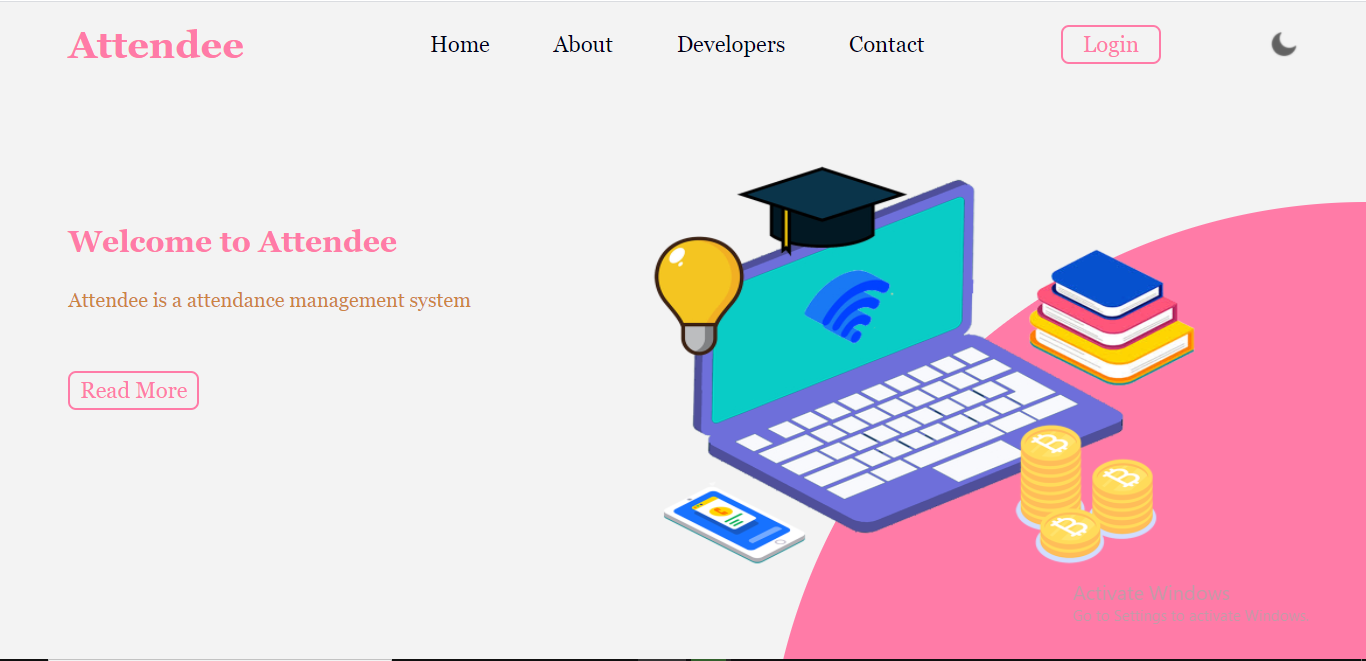 Attendee
Home About Developers Contact Login
Welcome to Attendee
Attendee is a attendance management system
Read More
Activate Windows
Go to Settings to activate Windows.